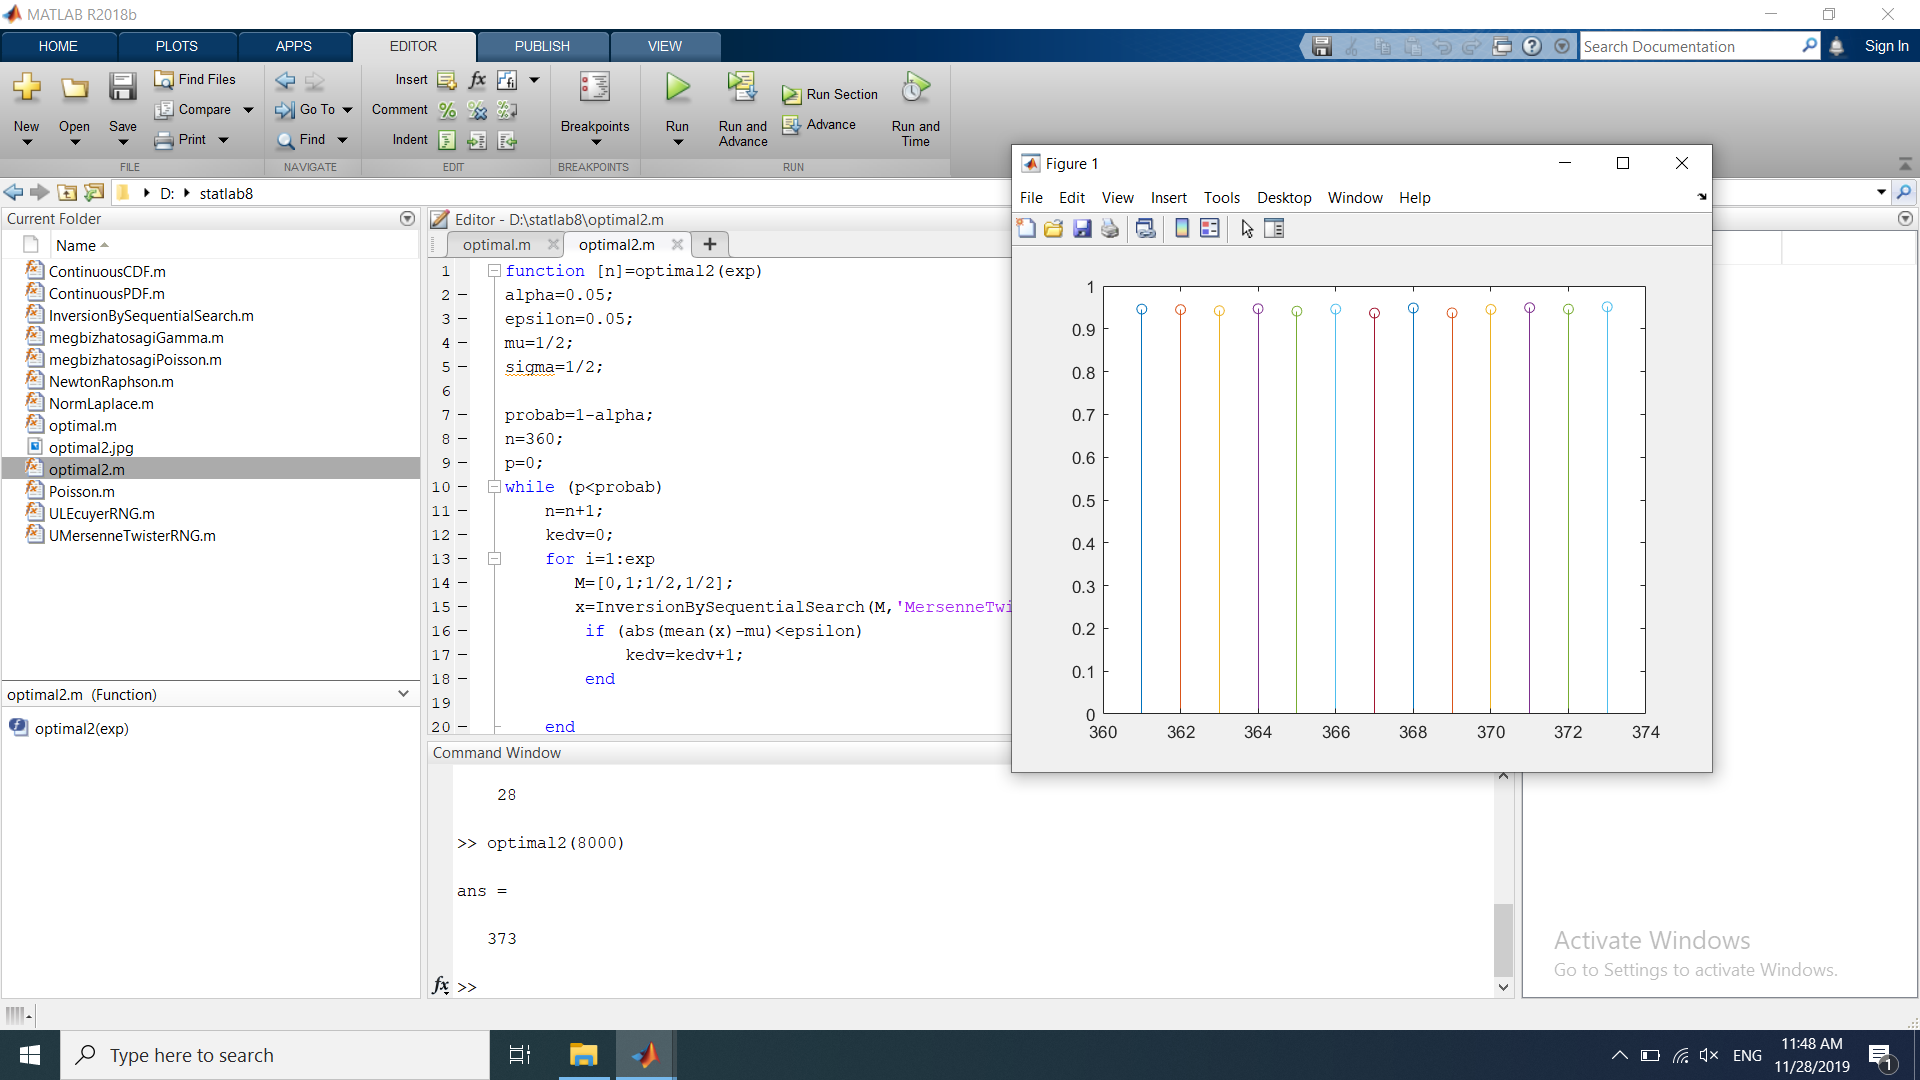 MATLAB R2018b
HOME PLOTS APPS EDITOR PUBLISH VIEW
Search Documentation Sign In
New Open Save
Find Files
Compare
Print
FILE
Go To
Find
NAVIGATE
Insert fx
Comment
Indent
EDIT
Breakpoints
BREAKPOINTS
Run
Run and Advance
Run Section
Advance
Run and Time
RUN
D: statlab8
Current Folder
Name
ContinuousCDF.m
ContinuousPDF.m
InversionBySequentialSearch.m
megbizhatosagiGamma.m
megbizhatosagiPoisson.m
NewtonRaphson.m
NormLaplace.m
optimal.m
optimal2.jpg
optimal2.m
Poisson.m
ULEcuyerRNG.m
UMersenneTwisterRNG.m
optimal2.m (Function)
optimal2(exp)
Editor - D:\statlab8\optimal2.m
optimal.m optimal2.m
1 function [n]=optimal2(exp)
2 alpha=0.05;
3 epsilon=0.05;
4 mu=1/2;
5 sigma=1/2;
6
7 probab=1-alpha;
8 n=360;
9 p=0;
10 while (p<probab)
11 n=n+1;
12 kedv=0;
13 for i=1:exp
14 M=[0,1;1/2,1/2];
15 x=InversionBySequentialSearch(M,'MersenneTwi
16 if (abs(mean(x)-mu)<epsilon)
17 kedv=kedv+1;
18 end
19
20 end
Command Window
28
>> optimal2(8000)
ans =
373
fx >>
Figure 1
File Edit View Insert Tools Desktop Window Help
1
0.9
0.8
0.7
0.6
0.5
0.4
0.3
0.2
0.1
0
360 362 364 366 368 370 372 374
Activate Windows
Go to Settings to activate Windows.
Type here to search
ENG
11:48 AM
11/28/2019
1